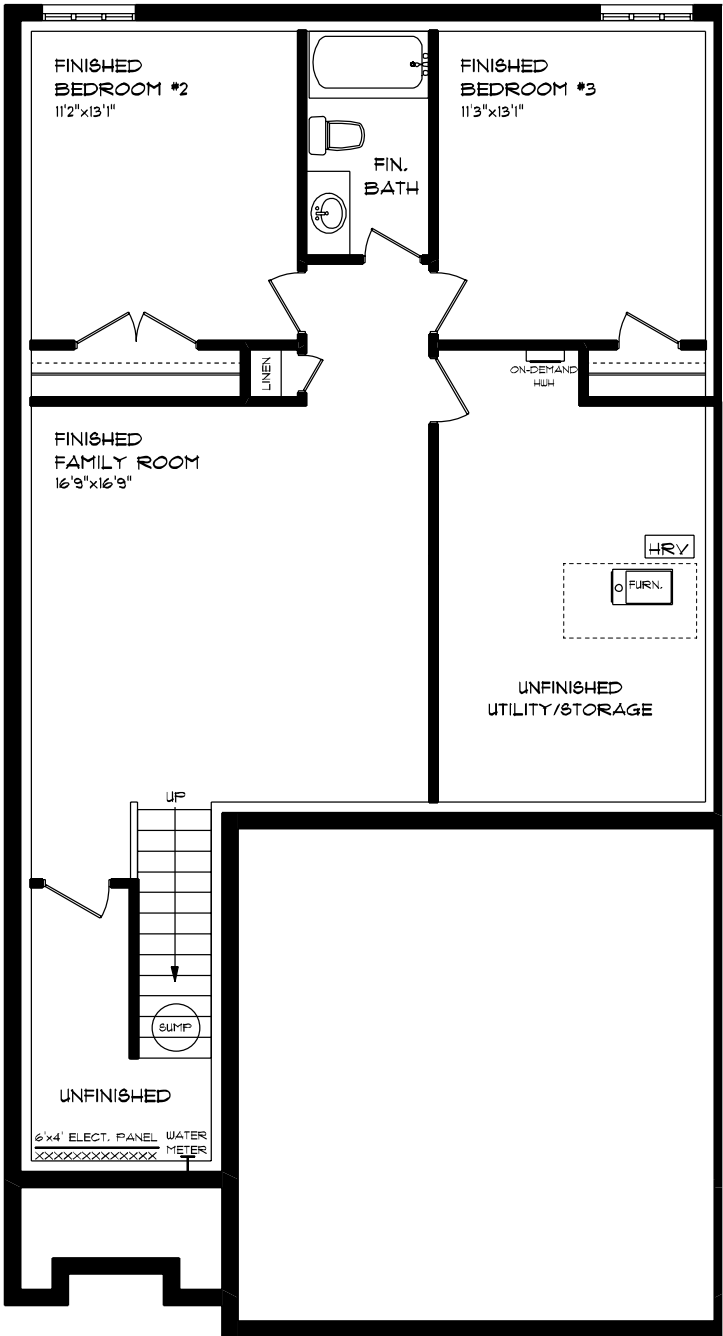 FINISHED
BEDROOM #2
11'2"x13'1"
FINISHED
BEDROOM #3
11'3"x13'1"
FIN.
BATH
LINEN
ON-DEMAND
HWH
FINISHED
FAMILY ROOM
16'9"x16'9"
HRV
FURN.
UNFINISHED
UTILITY/STORAGE
UP
SUMP
UNFINISHED
6'x4' ELECT. PANEL
WATER
METER